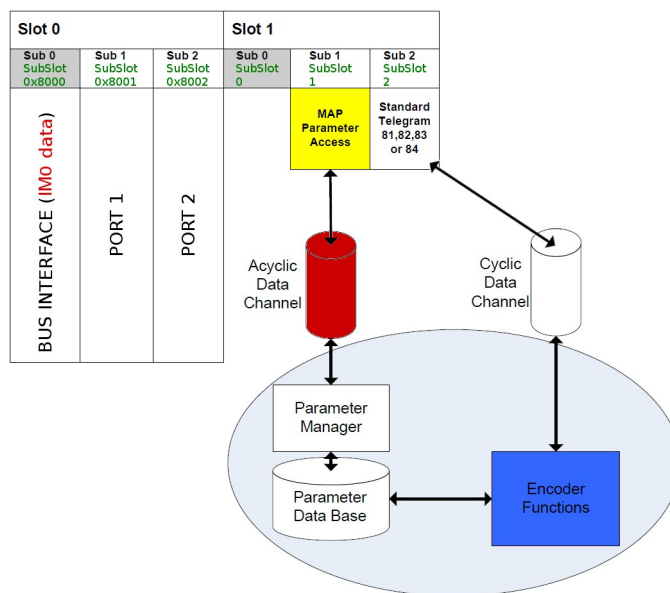 Slot 0
Slot 1
Sub 0
SubSlot
0x8000
Sub 1
SubSlot
0x8001
Sub 2
SubSlot
0x8002
Sub 0
SubSlot
0
Sub 1
SubSlot
1
Sub 2
SubSlot
2
BUS INTERFACE (IM0 data)
PORT 1
PORT 2
MAP
Parameter
Access
Standard
Telegram
81,82,83
or 84
Acyclic
Data
Channel
Cyclic
Data
Channel
Parameter
Manager
Parameter
Data Base
Encoder
Functions